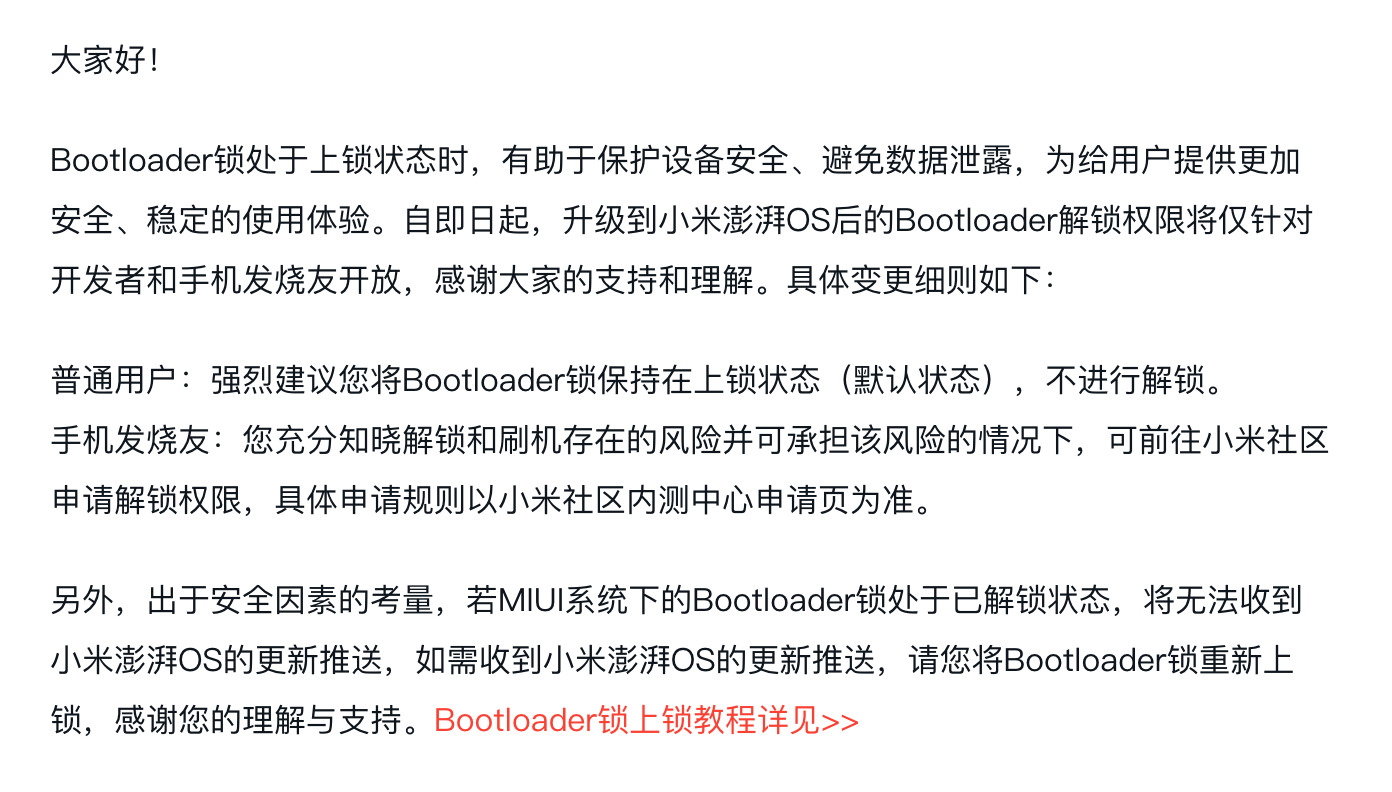 大家好！
Bootloader锁处于上锁状态时，有助于保护设备安全、避免数据泄露，为给用户提供更加
安全、稳定的使用体验。自即日起，升级到小米澎湃OS后的Bootloader解锁权限将仅针对
开发者和手机发烧友开放，感谢大家的支持和理解。具体变更细则如下：
普通用户：强烈建议您将Bootloader锁保持在上锁状态（默认状态），不进行解锁。
手机发烧友：您充分知晓解锁和刷机存在的风险并可承担该风险的情况下，可前往小米社区
申请解锁权限，具体申请规则以小米社区内测中心申请页为准。
另外，出于安全因素的考量，若MIUI系统下的Bootloader锁处于已解锁状态，将无法收到
小米澎湃OS的更新推送，如需收到小米澎湃OS的更新推送，请您将Bootloader锁重新上
锁，感谢您的理解与支持。Bootloader锁上锁教程详见>>